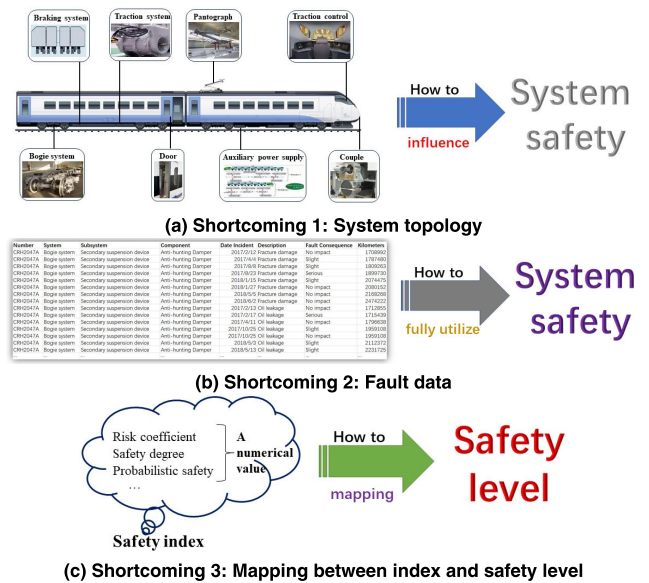 Braking system
Traction system
Pantograph
Traction control
Bogie system
Door
Auxiliary power supply
Couple
How to
influence
System
safety
(a) Shortcoming 1: System topology
Number System Subsystem Component Date Incident Description Fault Consequence Kilometers
CRH2047A Bogie system Secondary suspension device Anti-hunting Damper 2017/2/12 Fracture damage No impact 1708992
CRH2047A Bogie system Secondary suspension device Anti-hunting Damper 2017/4/4 Fracture damage Slight 1787480
CRH2047A Bogie system Secondary suspension device Anti-hunting Damper 2017/8/8 Fracture damage Slight 1809263
CRH2047A Bogie system Secondary suspension device Anti-hunting Damper 2017/8/23 Fracture damage Serious 1899730
CRH2047A Bogie system Secondary suspension device Anti-hunting Damper 2018/1/15 Fracture damage Slight 2074475
CRH2047A Bogie system Secondary suspension device Anti-hunting Damper 2018/1/27 Fracture damage No impact 2080152
CRH2047A Bogie system Secondary suspension device Anti-hunting Damper 2018/5/5 Fracture damage No impact 2168268
CRH2047A Bogie system Secondary suspension device Anti-hunting Damper 2018/6/2 Fracture damage No impact 2474222
CRH2047A Bogie system Secondary suspension device Anti-hunting Damper 2017/2/13 Oil leakage No impact 1712855
CRH2047A Bogie system Secondary suspension device Anti-hunting Damper 2017/2/17 Oil leakage Serious 1715439
CRH2047A Bogie system Secondary suspension device Anti-hunting Damper 2017/4/11 Oil leakage No impact 1796638
CRH2047A Bogie system Secondary suspension device Anti-hunting Damper 2017/10/25 Oil leakage Slight 1959108
CRH2047A Bogie system Secondary suspension device Anti-hunting Damper 2017/10/25 Oil leakage No impact 1959108
CRH2047A Bogie system Secondary suspension device Anti-hunting Damper 2018/5/3 Oil leakage Slight 2112372
CRH2047A Bogie system Secondary suspension device Anti-hunting Damper 2018/5/13 Oil leakage Slight 2231725
How to
fully utilize
System
safety
(b) Shortcoming 2: Fault data
Risk coefficient
Safety degree
Probabilistic safety
…
A
numerical
value
Safety index
How to
mapping
Safety
level
(c) Shortcoming 3: Mapping between index and safety level